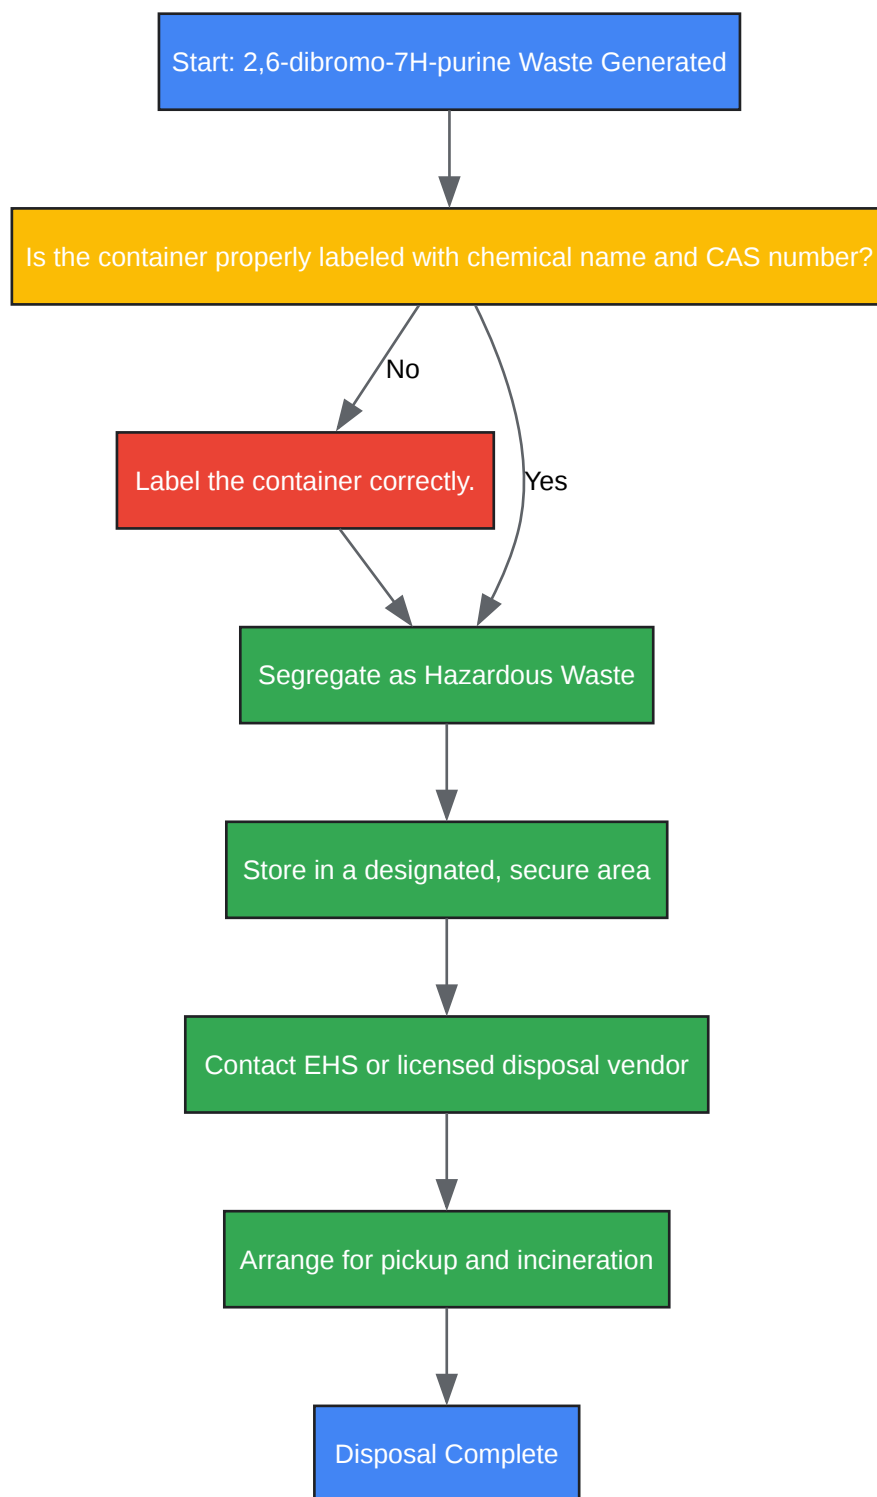 Start: 2,6-dibromo-7H-purine Waste Generated
Is the container properly labeled with chemical name and CAS number?
No
Label the container correctly.
Yes
Segregate as Hazardous Waste
Store in a designated, secure area
Contact EHS or licensed disposal vendor
Arrange for pickup and incineration
Disposal Complete